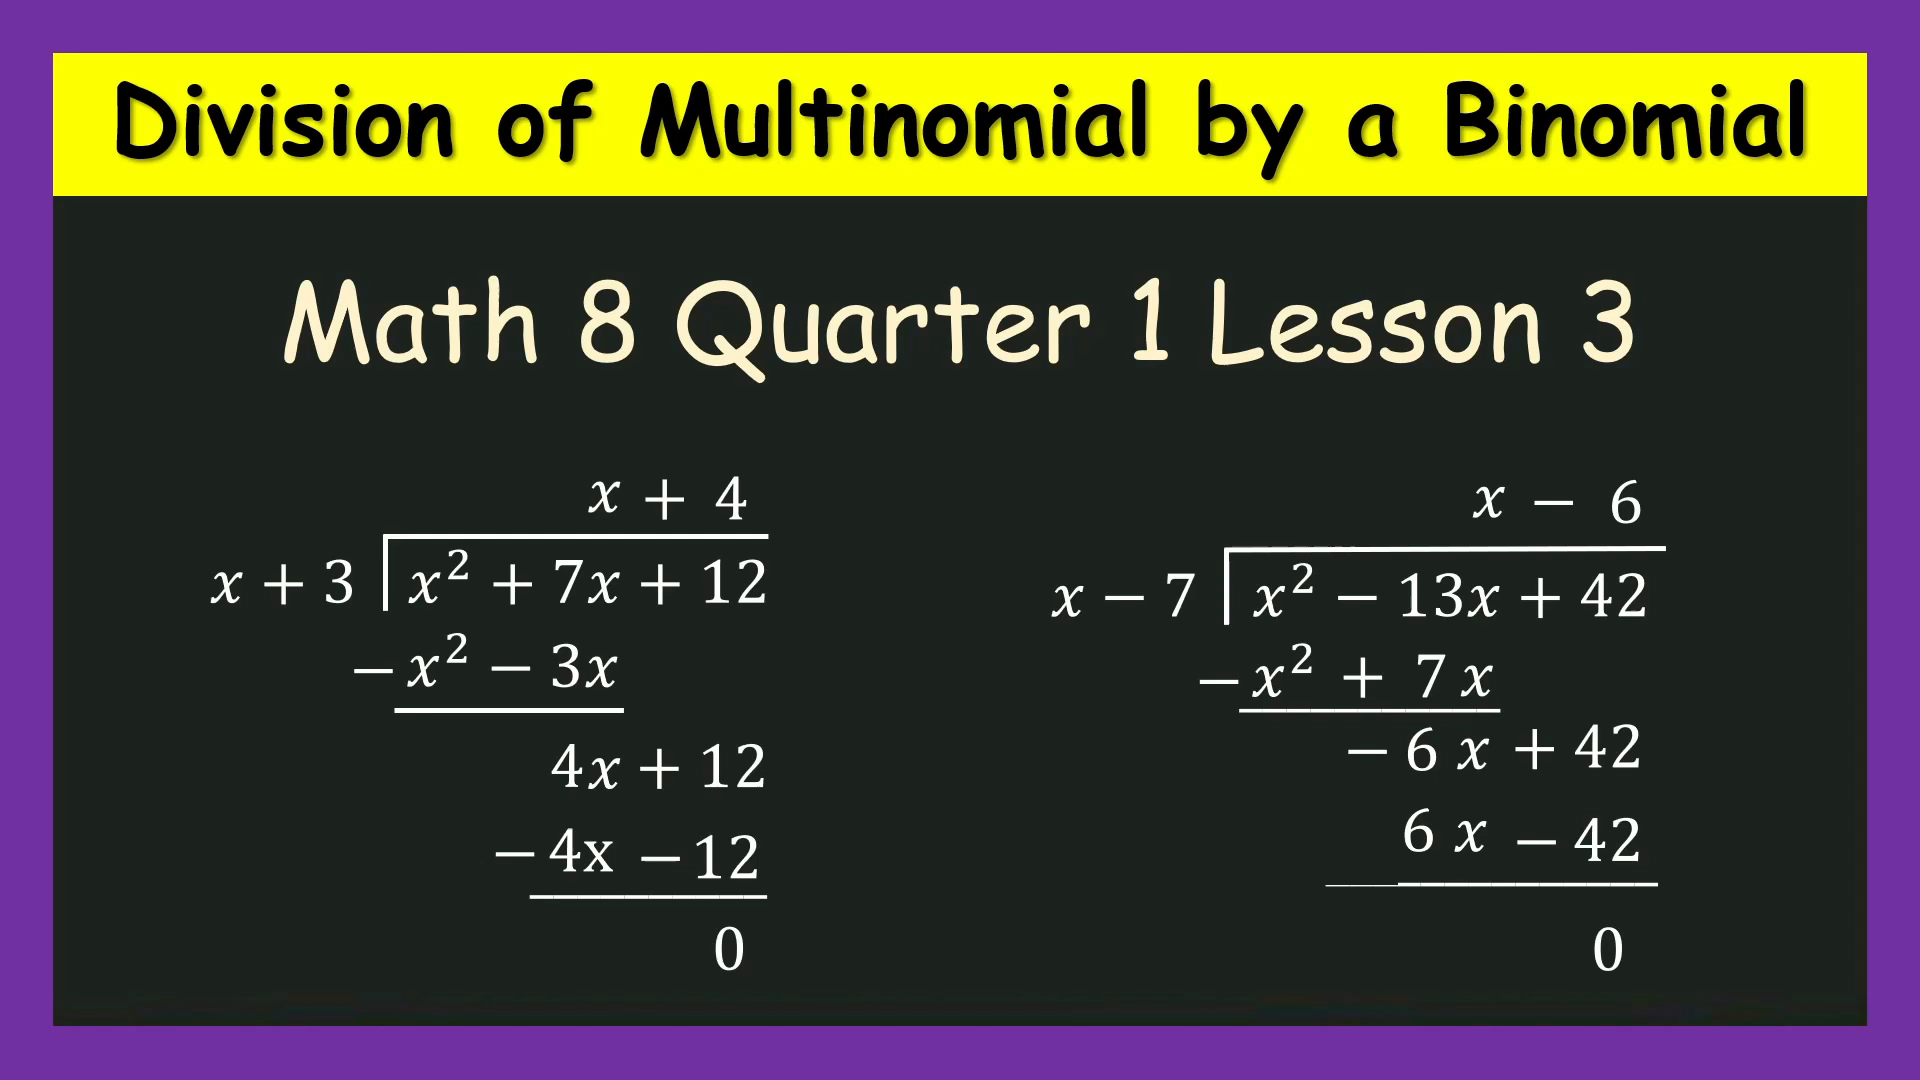 Division of Multinomial by a Binomial
Math 8 Quarter 1 Lesson 3
x + 4
x + 3 x² + 7x + 12
− x² − 3x
4x + 12
− 4x − 12
0
x − 6
x − 7 x² − 13x + 42
− x² + 7 x
− 6 x + 42
6 x − 42
0